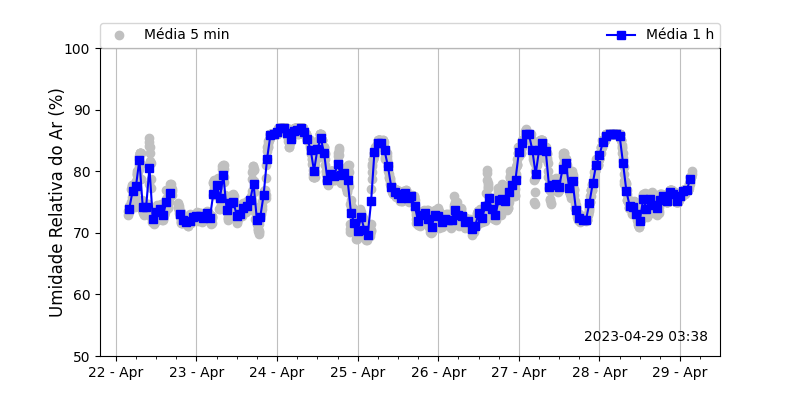 Média 5 min
Média 1 h
Umidade Relativa do Ar (%)
100
90
80
70
60
50
2023-04-29 03:38
22 - Apr
23 - Apr
24 - Apr
25 - Apr
26 - Apr
27 - Apr
28 - Apr
29 - Apr